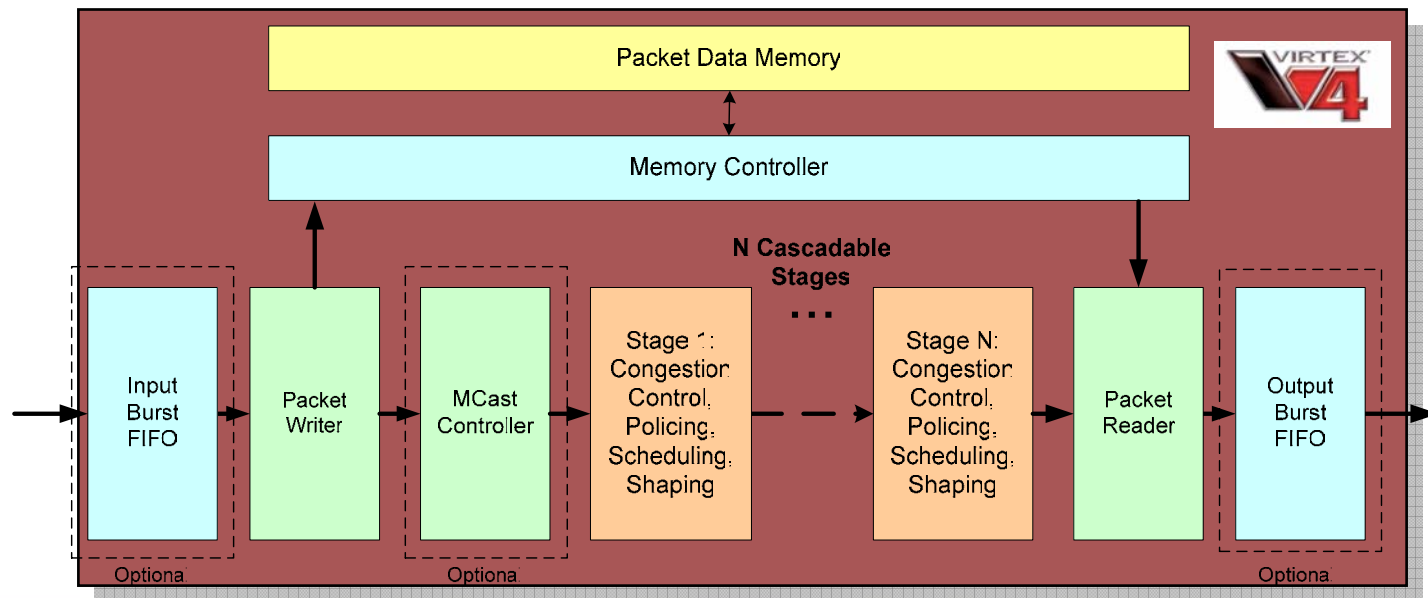 Packet Data Memory
VIRTEX
4
Memory Controller
N Cascadable
Stages
...
Input
Burst
FIFO
Packet
Writer
MCast
Controller
Stage 1:
Congestion
Control,
Policing,
Scheduling,
Shaping
Stage N:
Congestion
Control,
Policing,
Scheduling,
Shaping
Packet
Reader
Output
Burst
FIFO
Optional
Optional
Optional